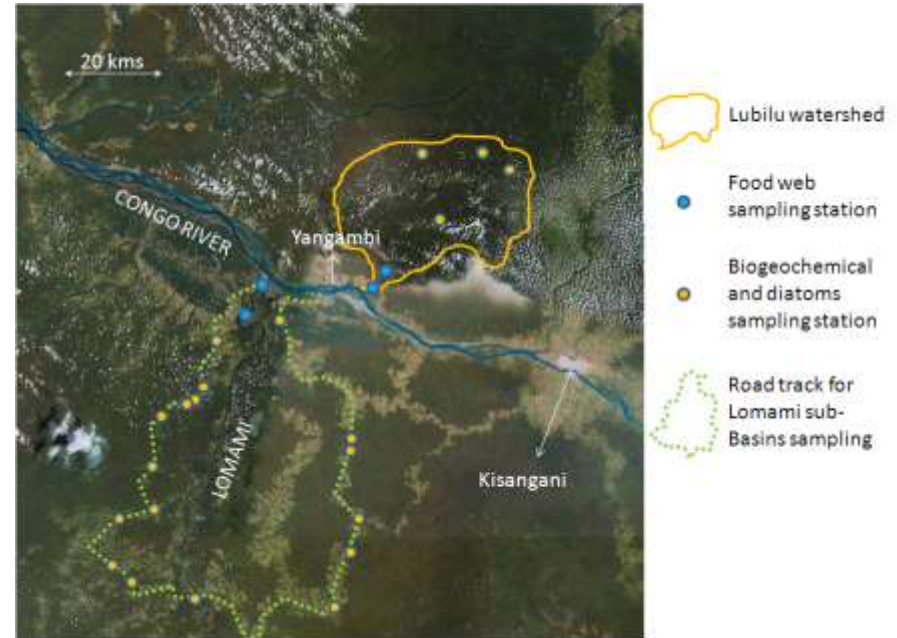 20 kms
CONGO RIVER
Yangambi
LOMAMI
Kisangani
Lubilu watershed
Food web
sampling station
Biogeochemical
and diatoms
sampling station
Road track for
Lomami sub-
Basins sampling